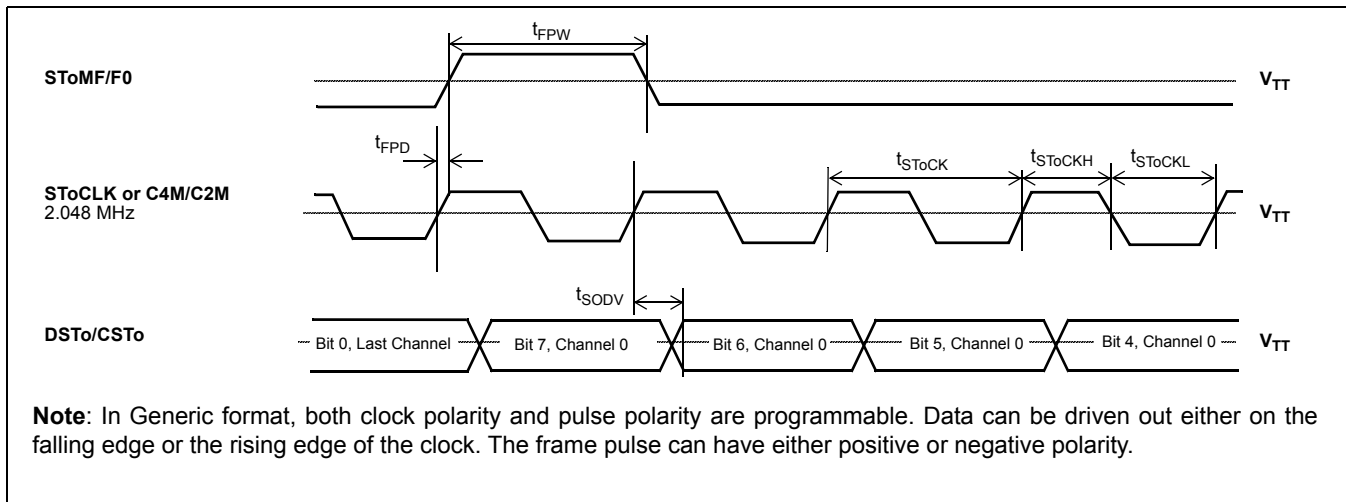 tFPW
SToMF/F0
VTT
tFPD
tSToCK
tSToCKH
tSToCKL
SToCLK or C4M/C2M
2.048 MHz
VTT
tSODV
DSTo/CSTo
Bit 0, Last Channel
Bit 7, Channel 0
Bit 6, Channel 0
Bit 5, Channel 0
Bit 4, Channel 0
VTT
Note: In Generic format, both clock polarity and pulse polarity are programmable. Data can be driven out either on the
falling edge or the rising edge of the clock. The frame pulse can have either positive or negative polarity.